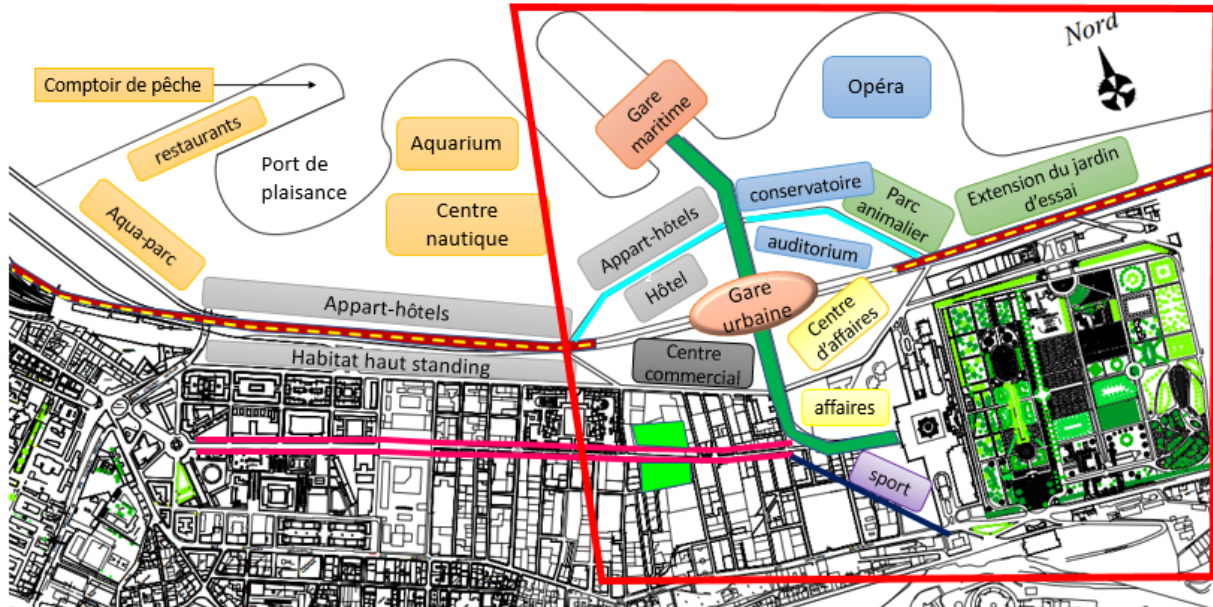 Nord
Comptoir de pêche
restaurants
Port de
plaisance
Aquarium
Gare
maritime
Opéra
Aqua-parc
Centre
nautique
Appart-hôtels
Hôtel
conservatoire
auditorium
Parc
animalier
Extension du jardin
d'essai
Appart-hôtels
Habitat haut standing
Gare
urbaine
Centre
commercial
Centre
d'affaires
affaires
sport